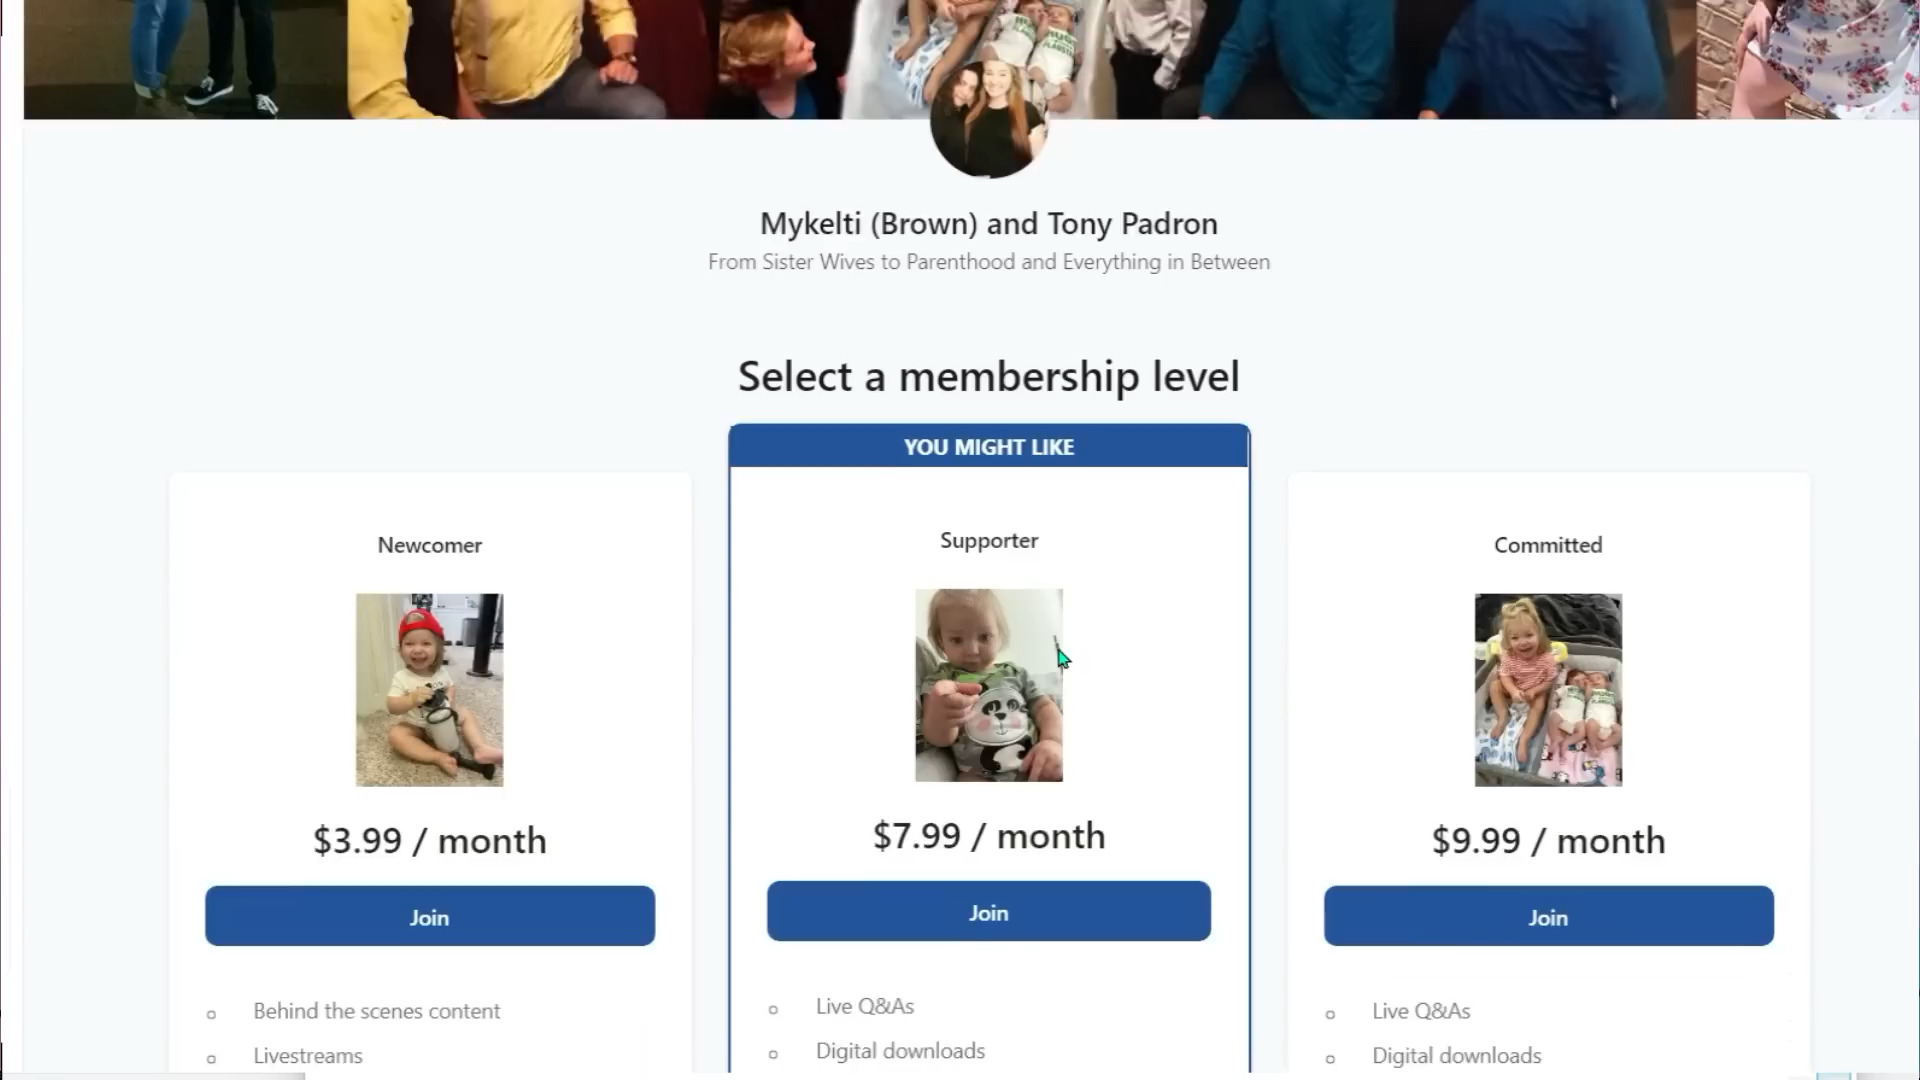 Mykelti (Brown) and Tony Padron
From Sister Wives to Parenthood and Everything in Between
Select a membership level
YOU MIGHT LIKE
Newcomer
$3.99 / month
Join
Behind the scenes content
Livestreams
Supporter
$7.99 / month
Join
Live Q&As
Digital downloads
Committed
$9.99 / month
Join
Live Q&As
Digital downloads